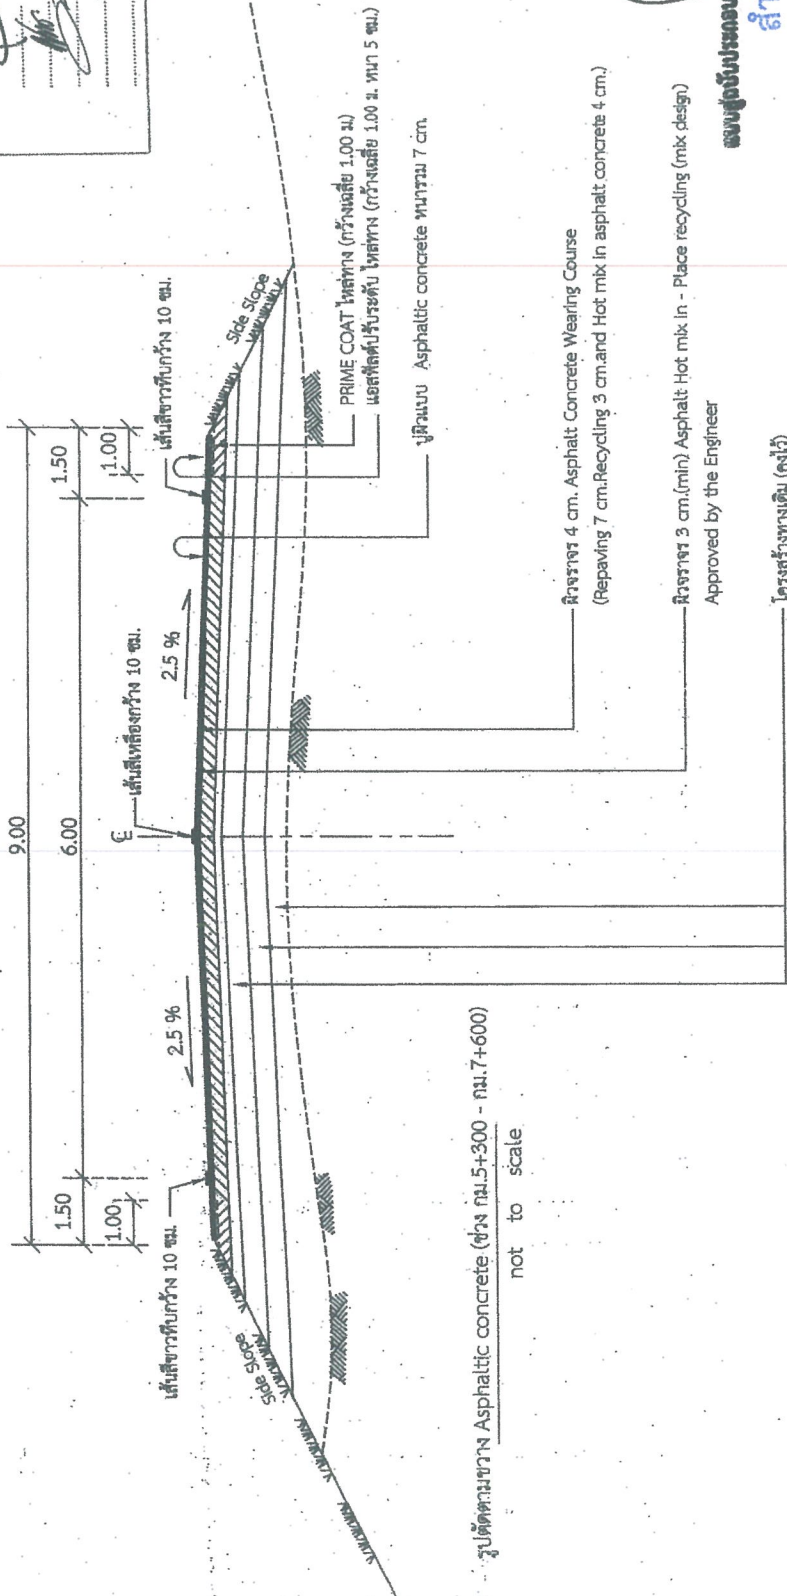 9.00
1.50
6.00
1.50
1.00
1.00
เส้นสีขาวทึบกว้าง 10 ซม.
เส้นสีเหลืองกว้าง 10 ซม.
เส้นสีขาวทึบกว้าง 10 ซม.
2.5 %
2.5 %
Side Slope
Side Slope
PRIME COAT ไหล่ทาง (กว้างเฉลี่ย 1.00 ม.)
แอสฟัลต์ปรับระดับ ไหล่ทาง (กว้างเฉลี่ย 1.00 ม. หนา 5 ซม.)
ปูผิวแบบ Asphaltic concrete หนารวม 7 cm.
ผิวจราจร 4 cm. Asphalt Concrete Wearing Course
(Repaving 7 cm.Recycling 3 cm.and Hot mix in asphalt concrete 4 cm.)
ผิวจราจร 3 cm.(min) Asphalt Hot mix in - Place recycling (mix design)
Approved by the Engineer
โครงสร้างทางเดิม (คงไว้)
รูปตัดตามขวาง Asphaltic concrete (ช่วง กม.5+300 - กม.7+600)
not to scale